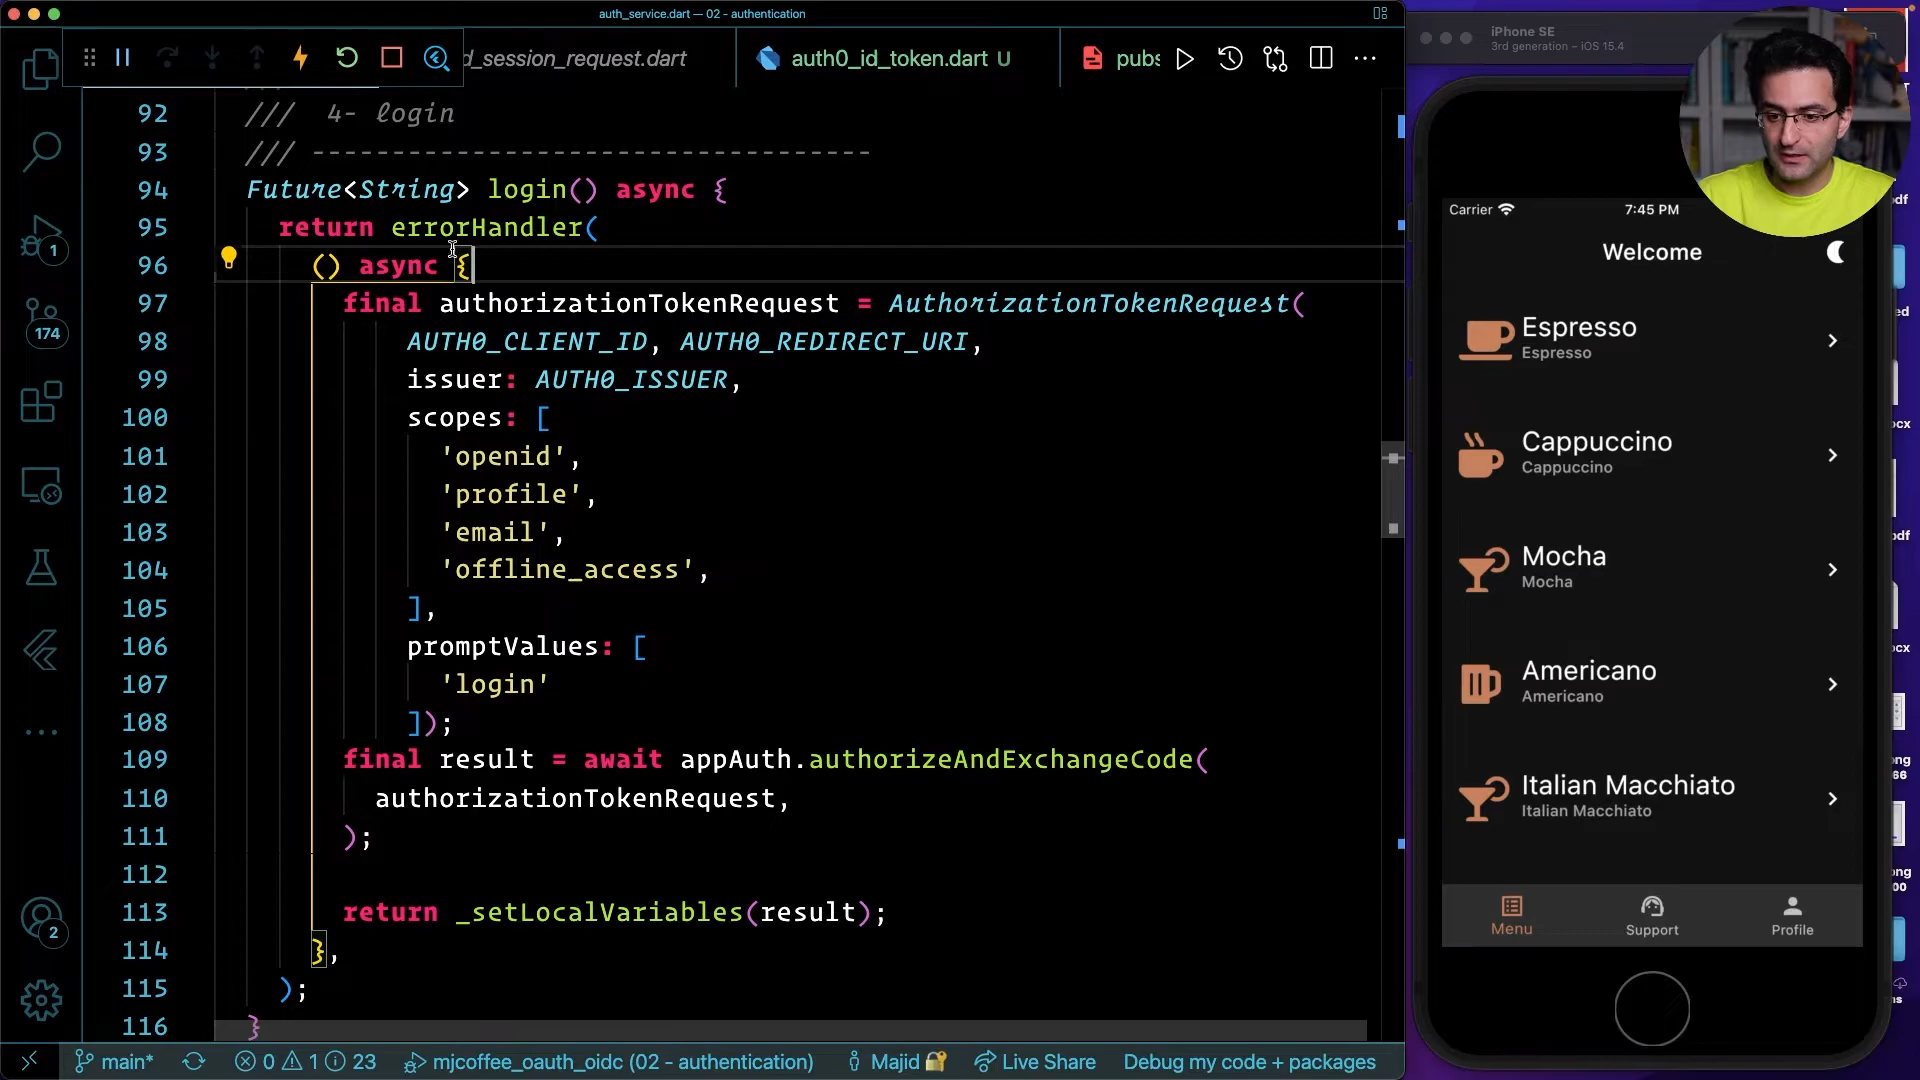 auth_service.dart — 02 - authentication
d_session_request.dart
auth0_id_token.dart U
pubs
92 /// 4- login
93 /// -----------------------------------
94 Future<String> login() async {
95 return errorHandler(
96 () async {
97 final authorizationTokenRequest = AuthorizationTokenRequest(
98 AUTH0_CLIENT_ID, AUTH0_REDIRECT_URI,
99 issuer: AUTH0_ISSUER,
100 scopes: [
101 'openid',
102 'profile',
103 'email',
104 'offline_access',
105 ],
106 promptValues: [
107 'login'
108 ]);
109 final result = await appAuth.authorizeAndExchangeCode(
110 authorizationTokenRequest,
111 );
112
113 return _setLocalVariables(result);
114 },
115 );
116 }
1
174
2
main*
0 1 23
mjcoffee_oauth_oidc (02 - authentication)
Majid 🔐
Live Share
Debug my code + packages
iPhone SE
3rd generation – iOS 15.4
Carrier
7:45 PM
Welcome
Espresso
Espresso
Cappuccino
Cappuccino
Mocha
Mocha
Americano
Americano
Italian Macchiato
Italian Macchiato
Menu
Support
Profile